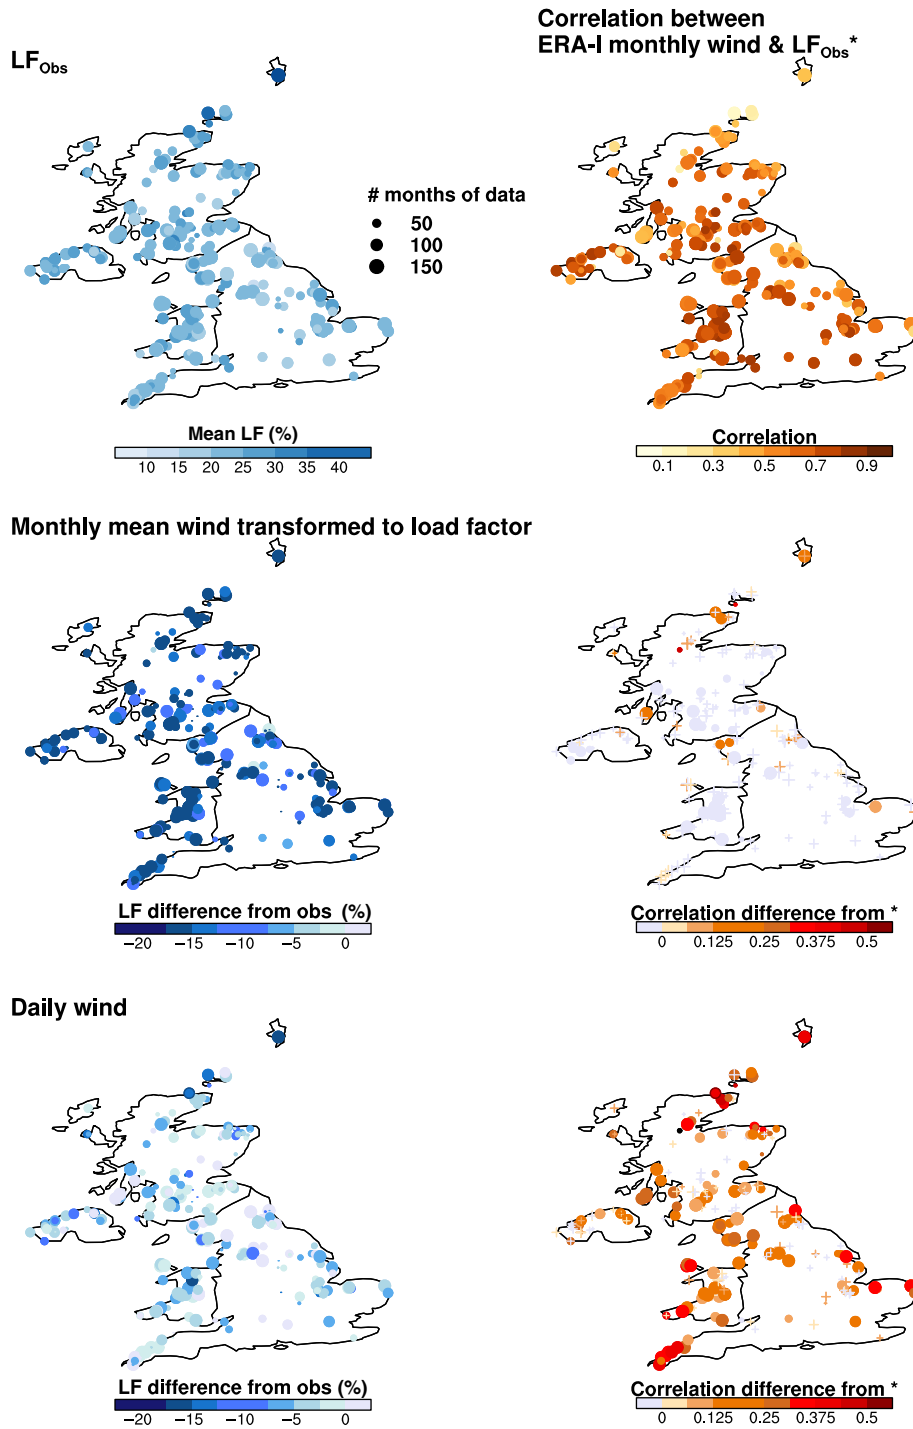 LFObs
Correlation between
ERA-I monthly wind & LFObs*
# months of data
50
100
150
Mean LF (%)
10 15 20 25 30 35 40
Correlation
0.1 0.3 0.5 0.7 0.9
Monthly mean wind transformed to load factor
LF difference from obs (%)
−20 −15 −10 −5 0
Correlation difference from *
0 0.125 0.25 0.375 0.5
Daily wind
LF difference from obs (%)
−20 −15 −10 −5 0
Correlation difference from *
0 0.125 0.25 0.375 0.5